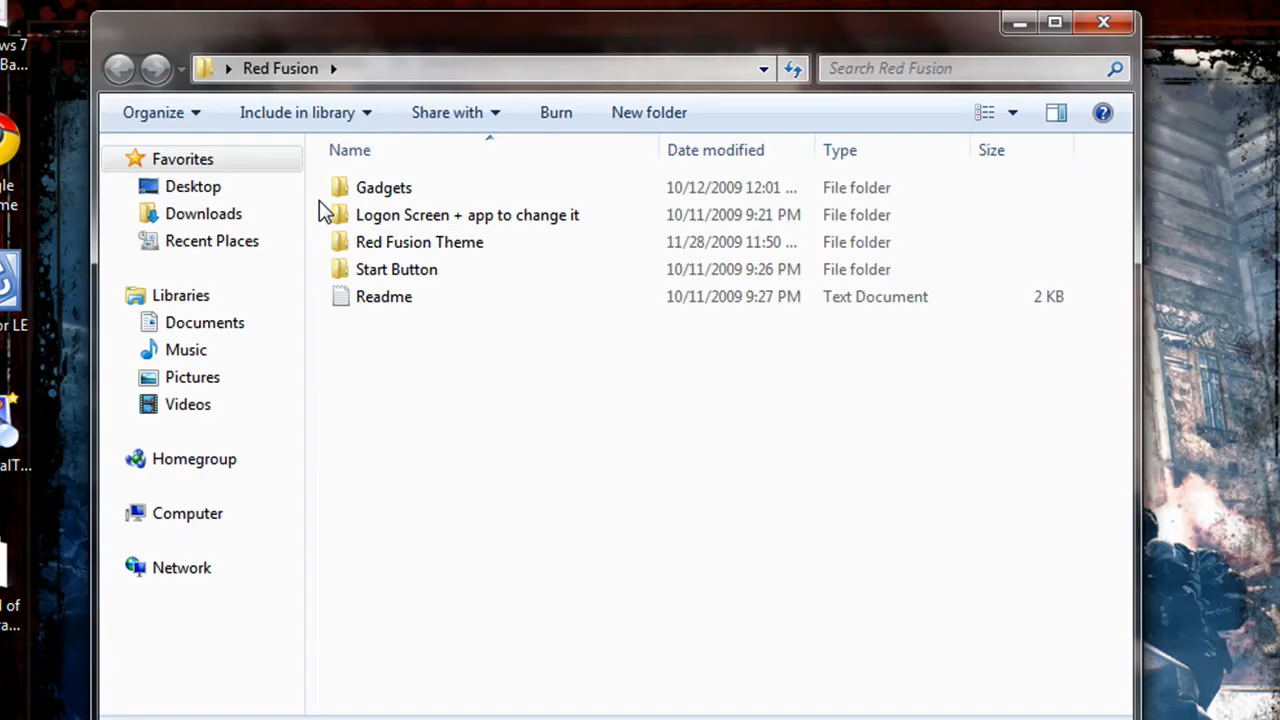 Red Fusion
Search Red Fusion
Organize Include in library Share with Burn New folder
Name Date modified Type Size
Favorites
Desktop
Downloads
Recent Places
Libraries
Documents
Music
Pictures
Videos
Homegroup
Computer
Network
Gadgets 10/12/2009 12:01 ... File folder
Logon Screen + app to change it 10/11/2009 9:21 PM File folder
Red Fusion Theme 11/28/2009 11:50 ... File folder
Start Button 10/11/2009 9:26 PM File folder
Readme 10/11/2009 9:27 PM Text Document 2 KB
ws 7
Ba...
gle
me
or LE
alT...
d of
ra...